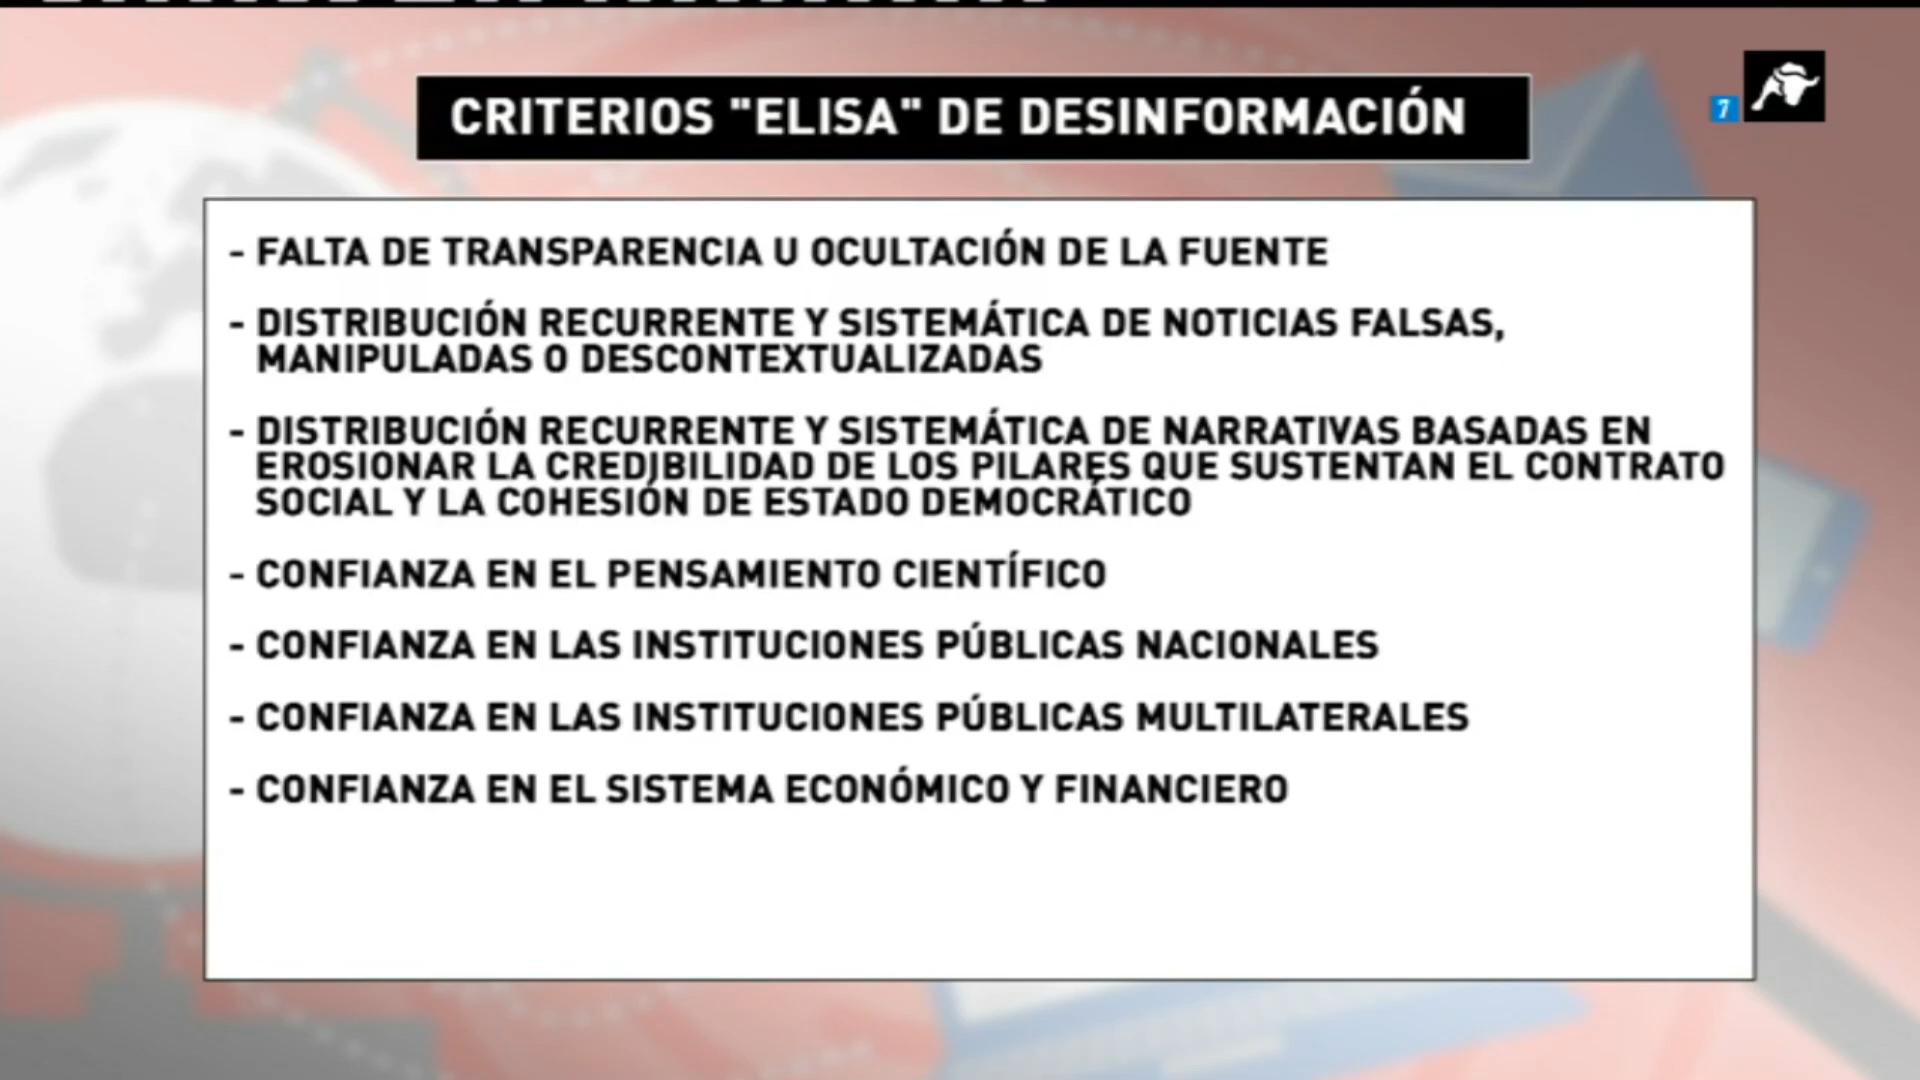 CRITERIOS "ELISA" DE DESINFORMACIÓN
7
- FALTA DE TRANSPARENCIA U OCULTACIÓN DE LA FUENTE
- DISTRIBUCIÓN RECURRENTE Y SISTEMÁTICA DE NOTICIAS FALSAS,
MANIPULADAS O DESCONTEXTUALIZADAS
- DISTRIBUCIÓN RECURRENTE Y SISTEMÁTICA DE NARRATIVAS BASADAS EN
EROSIONAR LA CREDIBILIDAD DE LOS PILARES QUE SUSTENTAN EL CONTRATO
SOCIAL Y LA COHESIÓN DE ESTADO DEMOCRÁTICO
- CONFIANZA EN EL PENSAMIENTO CIENTÍFICO
- CONFIANZA EN LAS INSTITUCIONES PÚBLICAS NACIONALES
- CONFIANZA EN LAS INSTITUCIONES PÚBLICAS MULTILATERALES
- CONFIANZA EN EL SISTEMA ECONÓMICO Y FINANCIERO